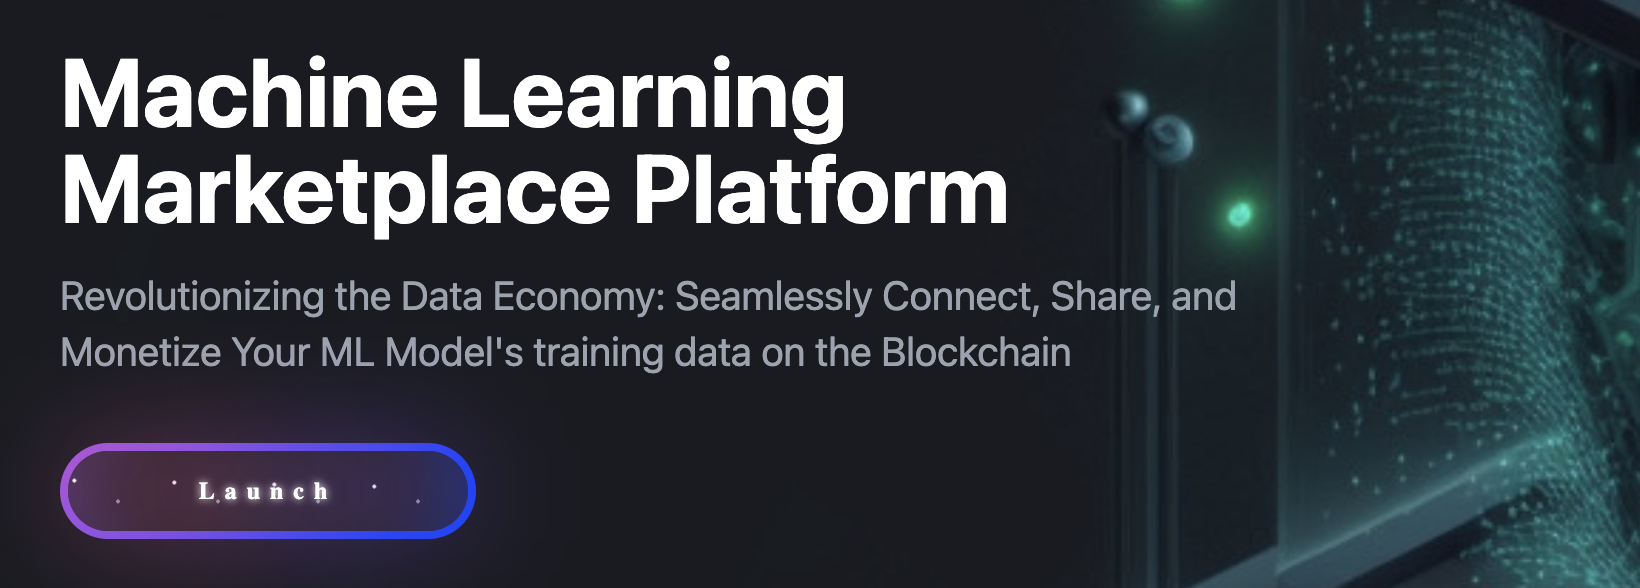 Machine Learning
Marketplace Platform
Revolutionizing the Data Economy: Seamlessly Connect, Share, and
Monetize Your ML Model's training data on the Blockchain
Launch